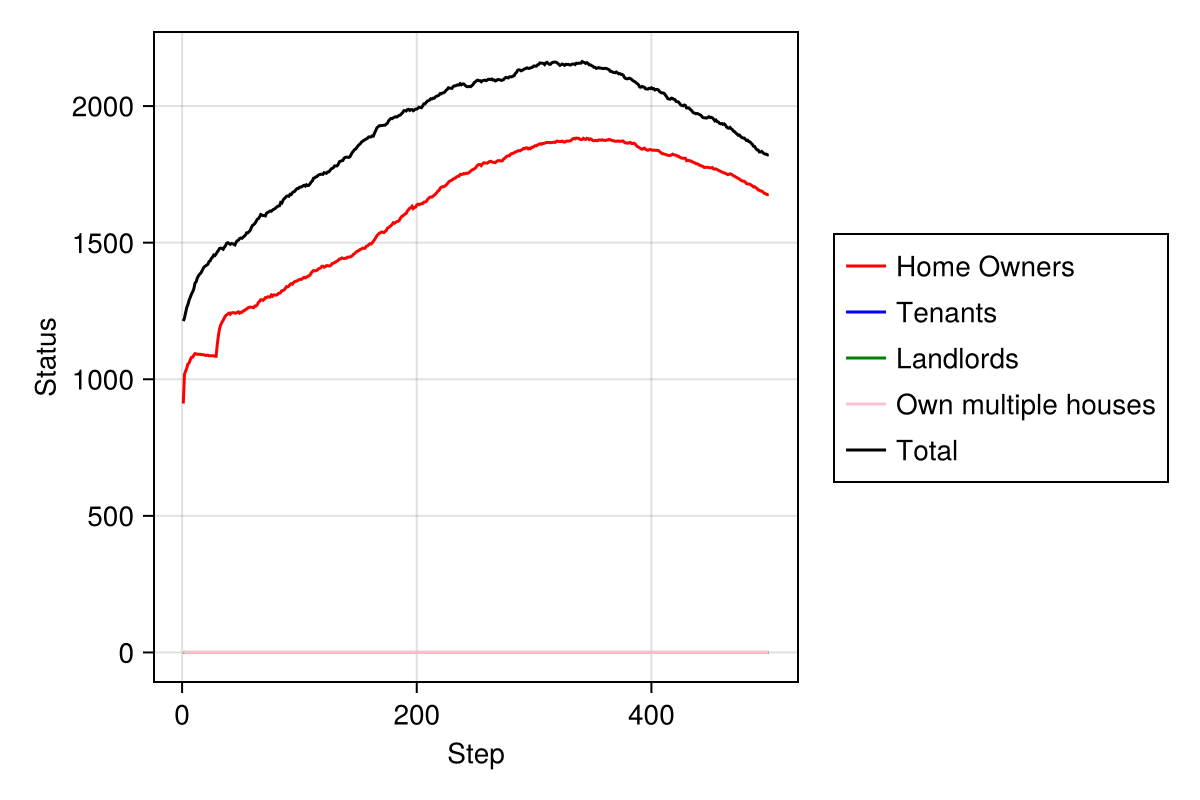 Status
2000
1500
1000
500
0
0 200 400
Step
Home Owners
Tenants
Landlords
Own multiple houses
Total